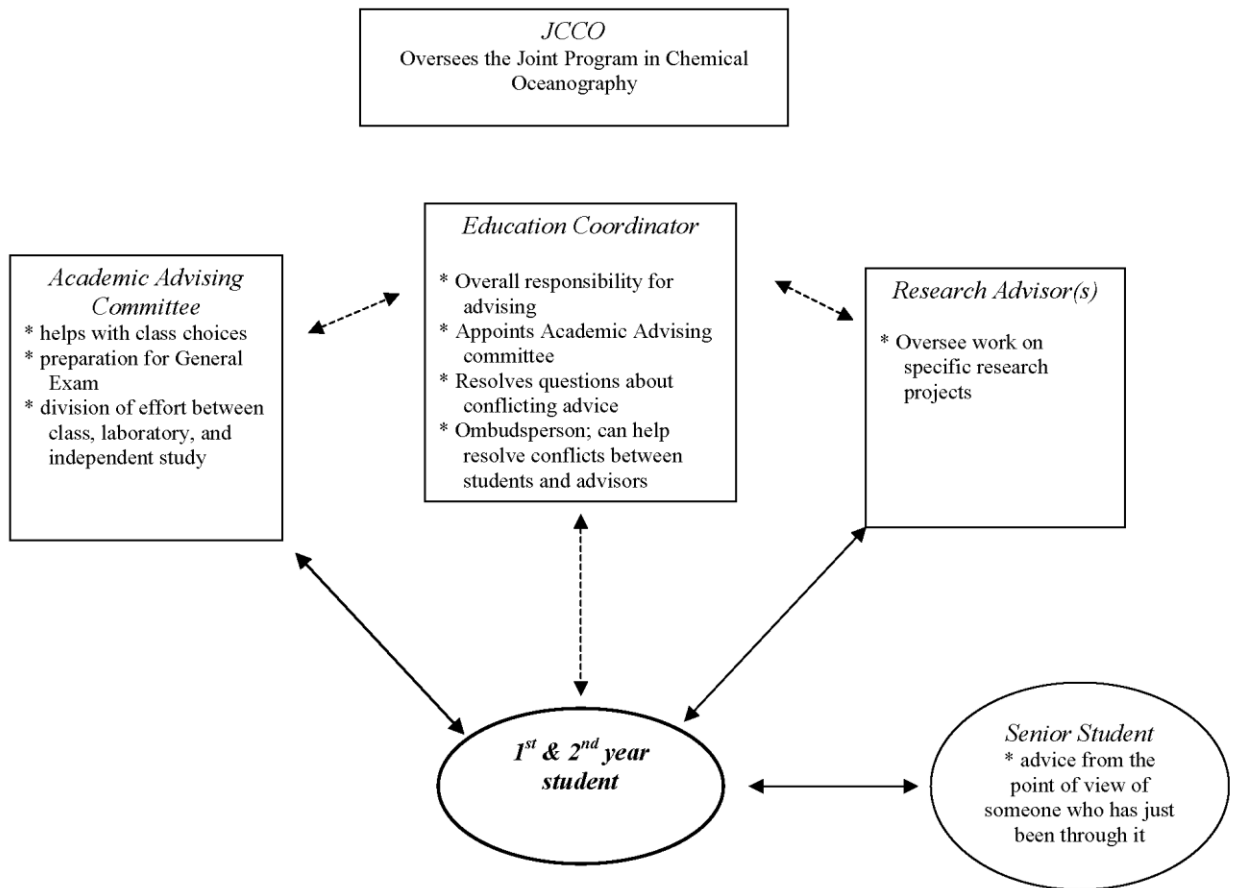 JCCO
Oversees the Joint Program in Chemical
Oceanography
Education Coordinator
* Overall responsibility for
advising
* Appoints Academic Advising
committee
* Resolves questions about
conflicting advice
* Ombudsperson; can help
resolve conflicts between
students and advisors
Academic Advising
Committee
* helps with class choices
* preparation for General
Exam
* division of effort between
class, laboratory, and
independent study
Research Advisor(s)
* Oversee work on
specific research
projects
1st & 2nd year
student
Senior Student
* advice from the
point of view of
someone who has just
been through it